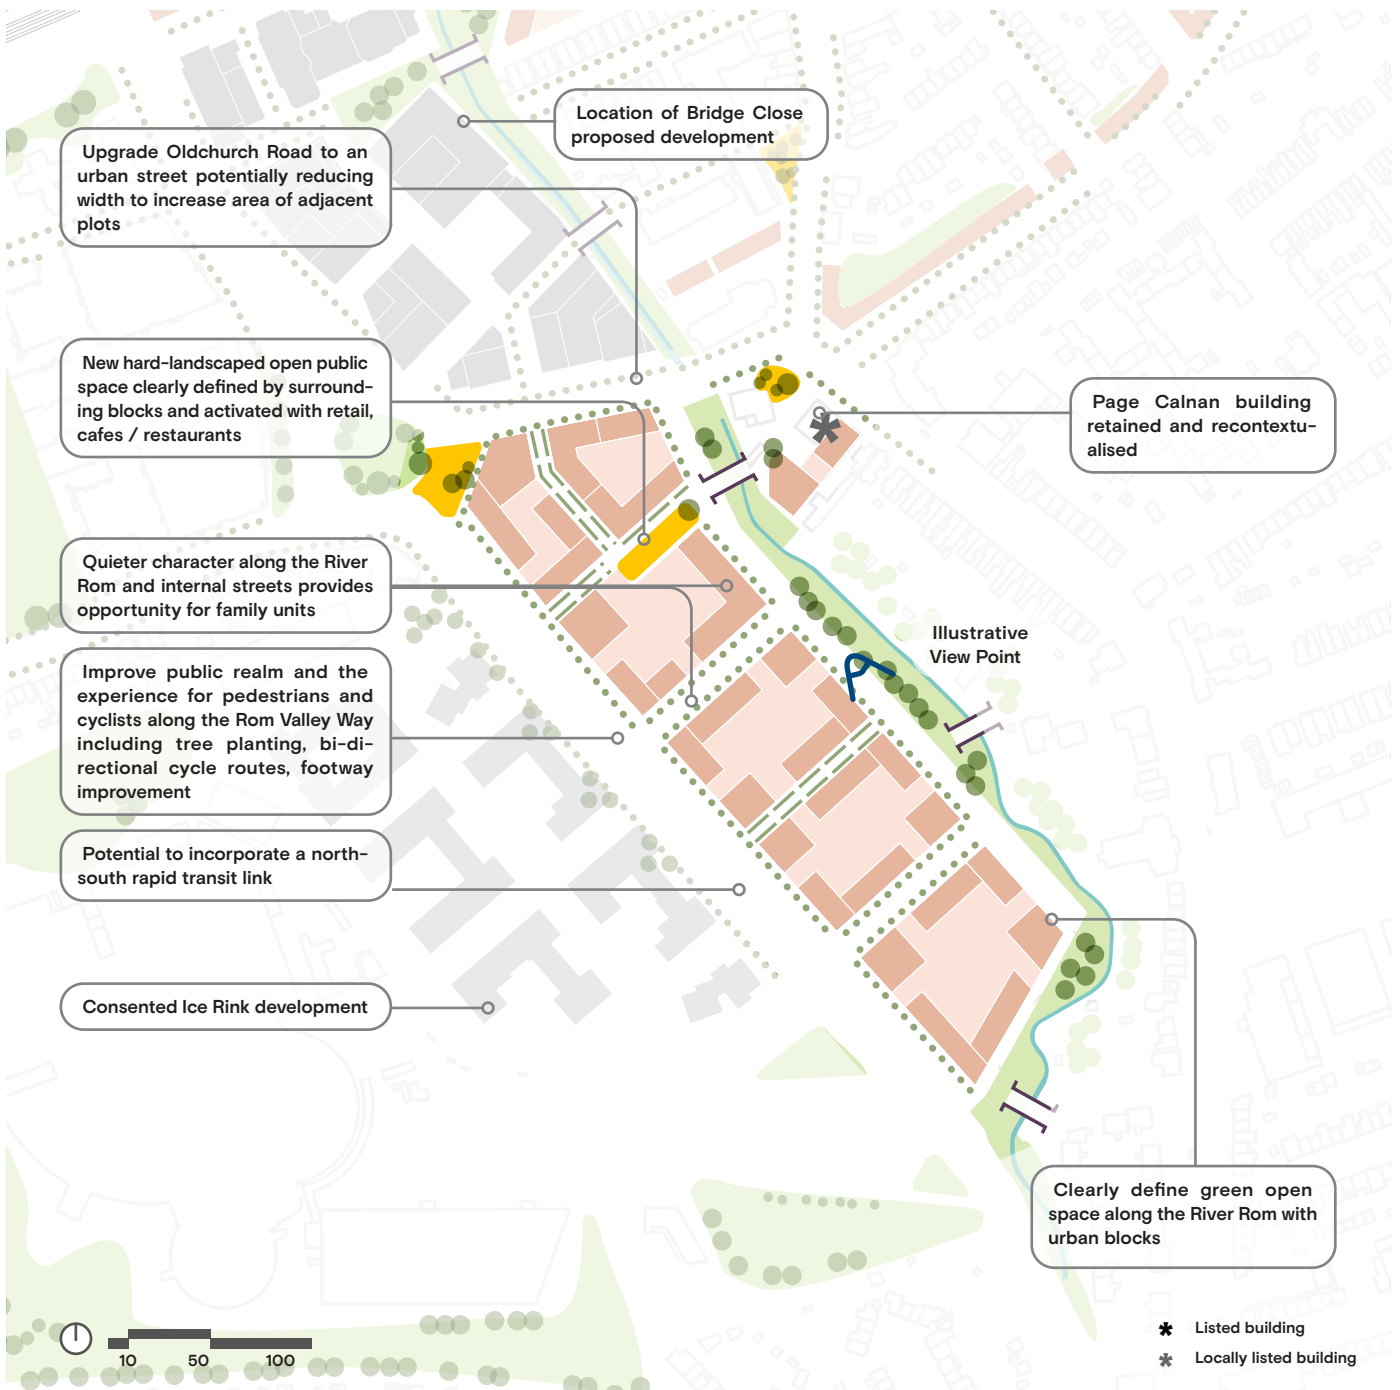 Location of Bridge Close
proposed development
Upgrade Oldchurch Road to an
urban street potentially reducing
width to increase area of adjacent
plots
New hard-landscaped open public
space clearly defined by surround-
ing blocks and activated with retail,
cafes / restaurants
Page Calnan building
retained and recontextu-
alised
Quieter character along the River
Rom and internal streets provides
opportunity for family units
Illustrative
View Point
Improve public realm and the
experience for pedestrians and
cyclists along the Rom Valley Way
including tree planting, bi-di-
rectional cycle routes, footway
improvement
Potential to incorporate a north-
south rapid transit link
Consented Ice Rink development
Clearly define green open
space along the River Rom with
urban blocks
10 50 100
Listed building
Locally listed building